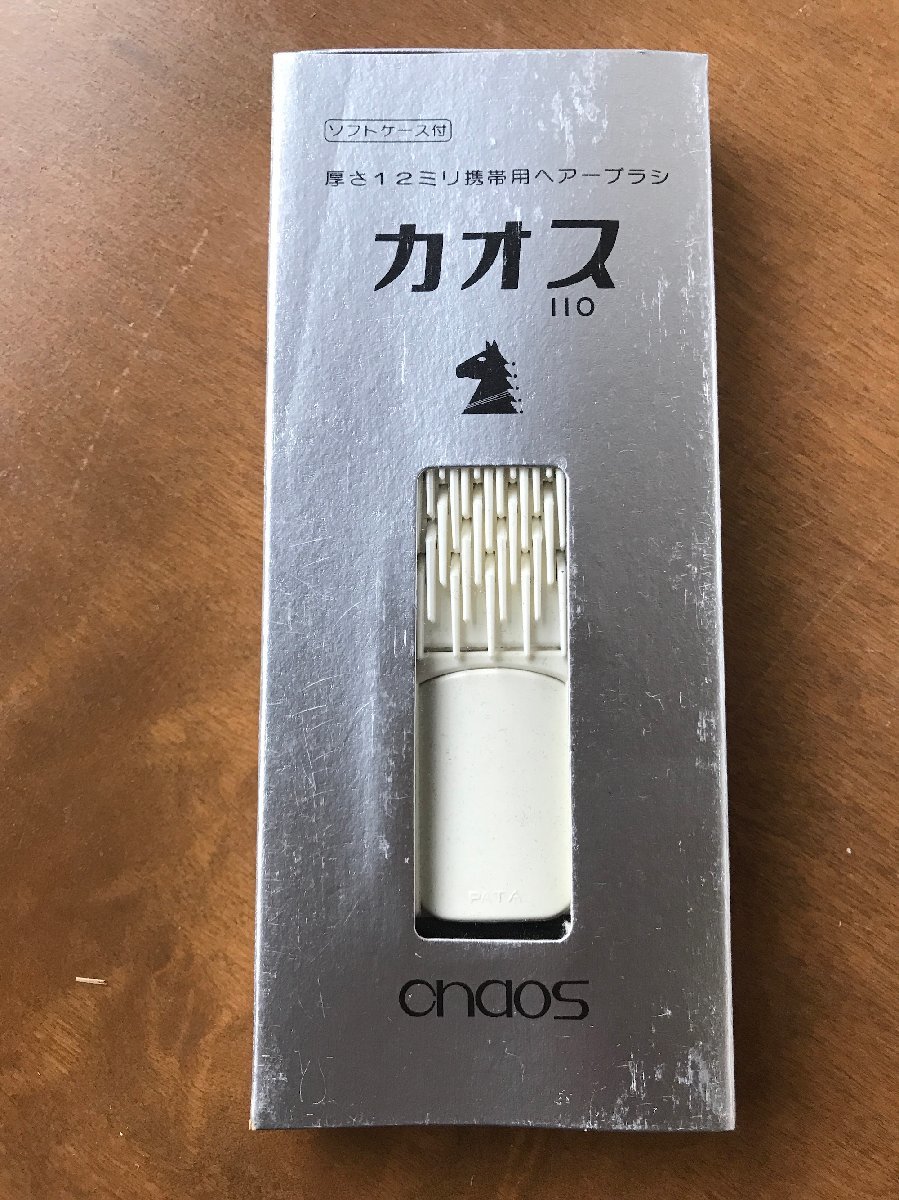 ソフトケース付
厚さ12ミリ携帯用ヘアーブラシ
カオス
110
PATA
chaos